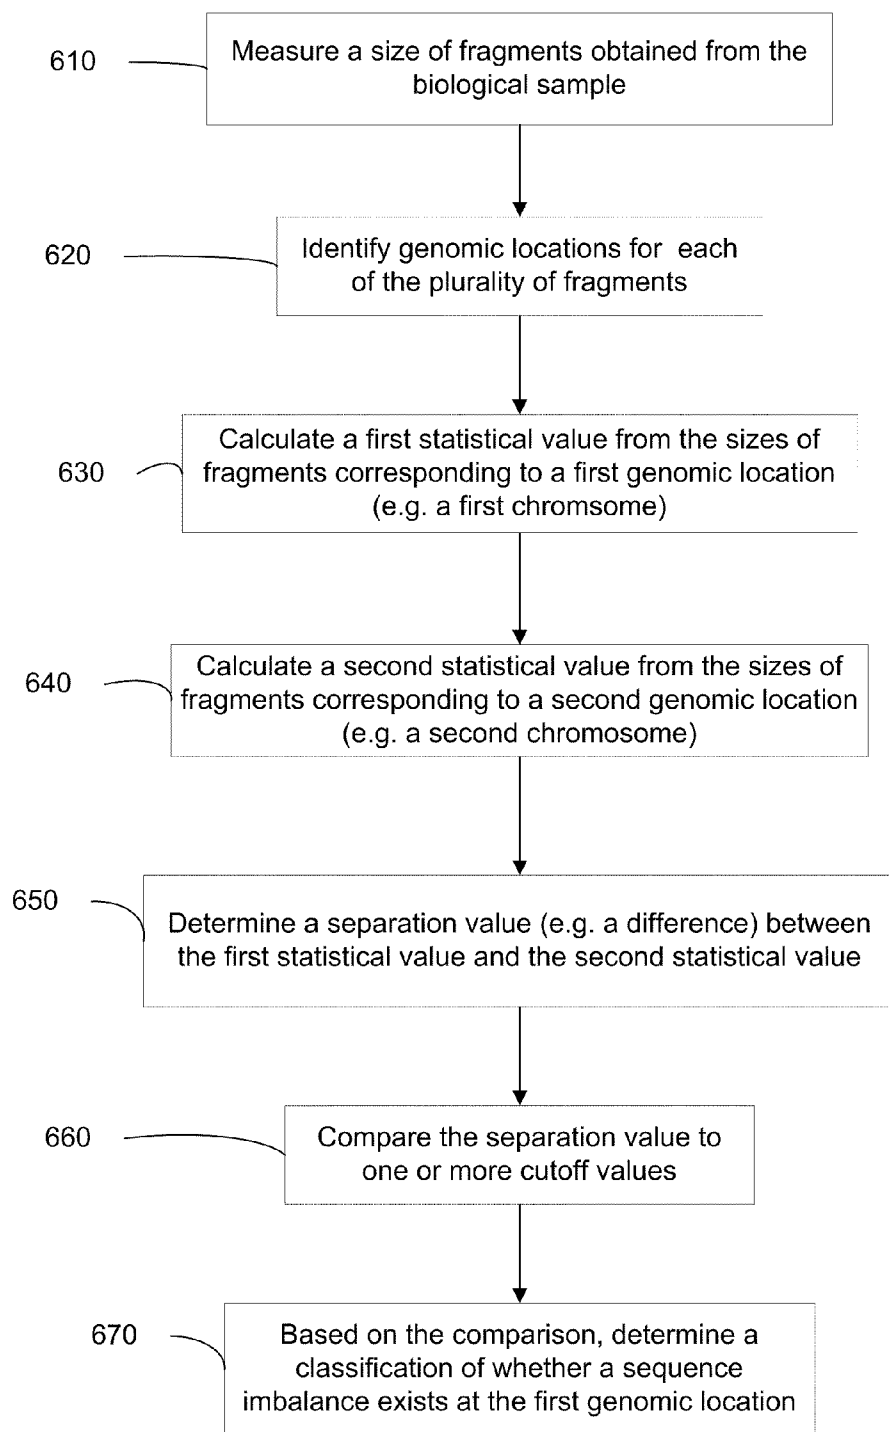 610
Measure a size of fragments obtained from the
biological sample
620
Identify genomic locations for each
of the plurality of fragments
630
Calculate a first statistical value from the sizes of
fragments corresponding to a first genomic location
(e.g. a first chromsome)
640
Calculate a second statistical value from the sizes of
fragments corresponding to a second genomic location
(e.g. a second chromosome)
650
Determine a separation value (e.g. a difference) between
the first statistical value and the second statistical value
660
Compare the separation value to
one or more cutoff values
670
Based on the comparison, determine a
classification of whether a sequence
imbalance exists at the first genomic location